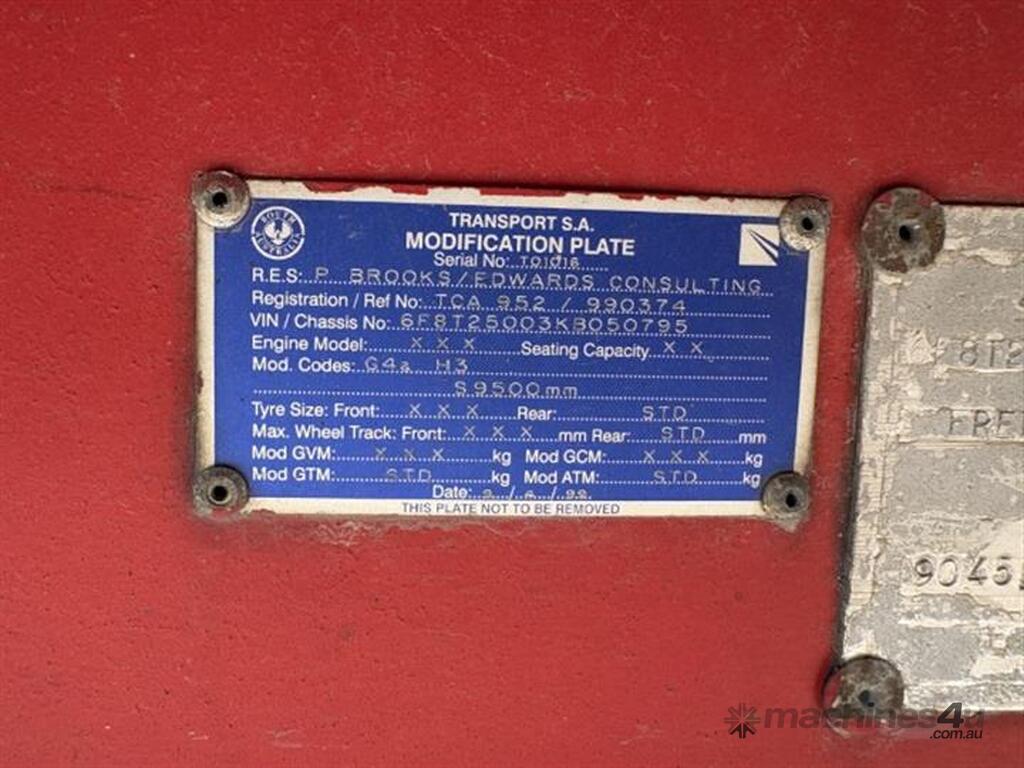 SOUTH AUSTRALIA
TRANSPORT S.A.
MODIFICATION PLATE
Serial No: T01016
R.E.S: P BROOKS/EDWARDS CONSULTING
Registration / Ref No: TCA 952 / 990374
VIN / Chassis No: 6F8T25003KB050795
Engine Model: X X X Seating Capacity X X
Mod. Codes: G4a H3
S9500mm
Tyre Size: Front: X X X Rear: STD
Max. Wheel Track: Front: X X X mm Rear: STD mm
Mod GVM: X X X kg Mod GCM: X X X kg
Mod GTM: STD kg Mod ATM: STD kg
Date:
THIS PLATE NOT TO BE REMOVED
8T2
FRE
9045
machines4u
.com.au